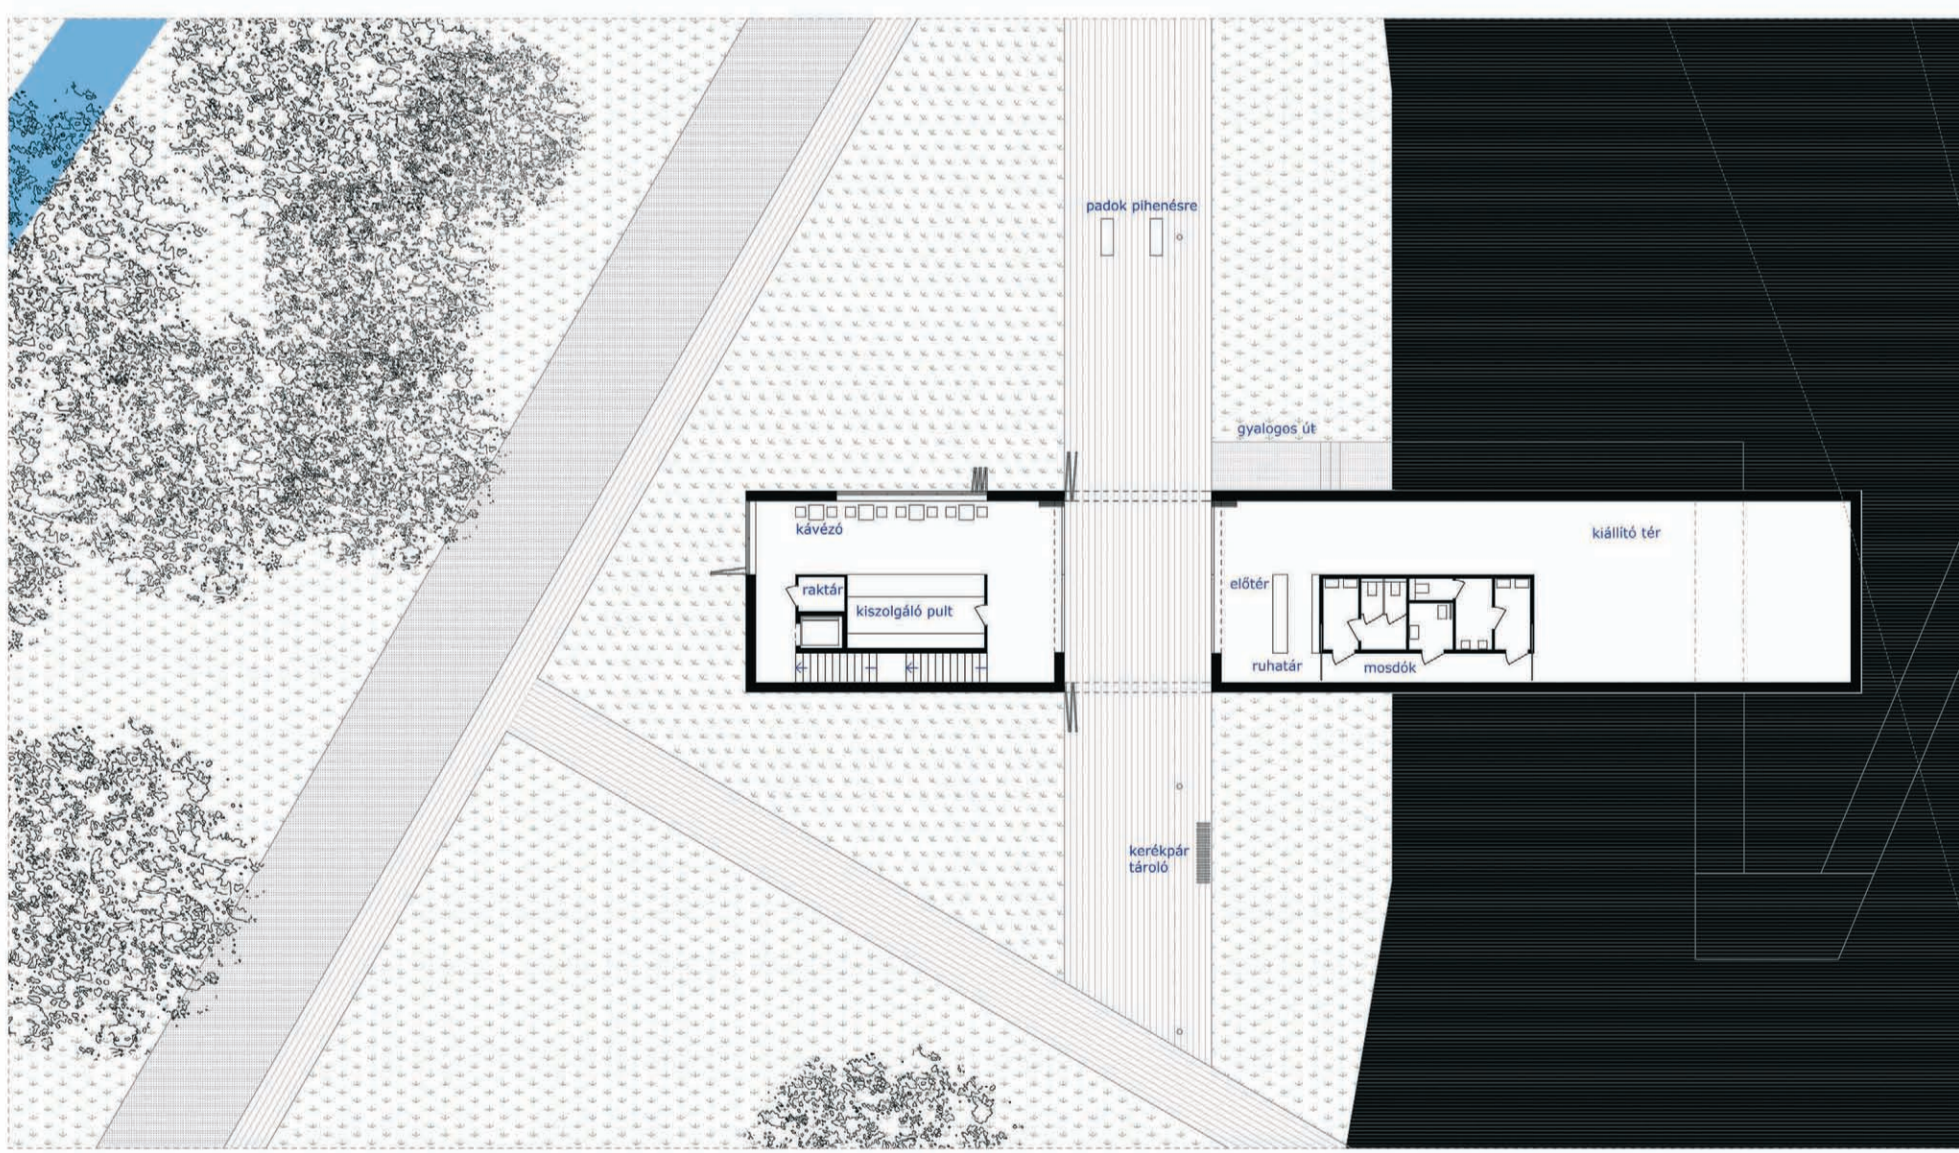 padok pihenésre
gyalogos út
kávézó
kiállító tér
raktár
kiszolgáló pult
előtér
ruhatár
mosdók
kerékpár
tároló